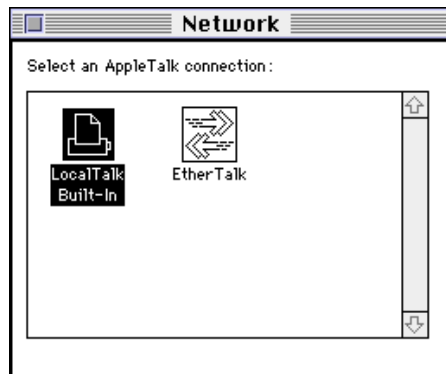 Network
Select an AppleTalk connection:
LocalTalk
Built-In
EtherTalk